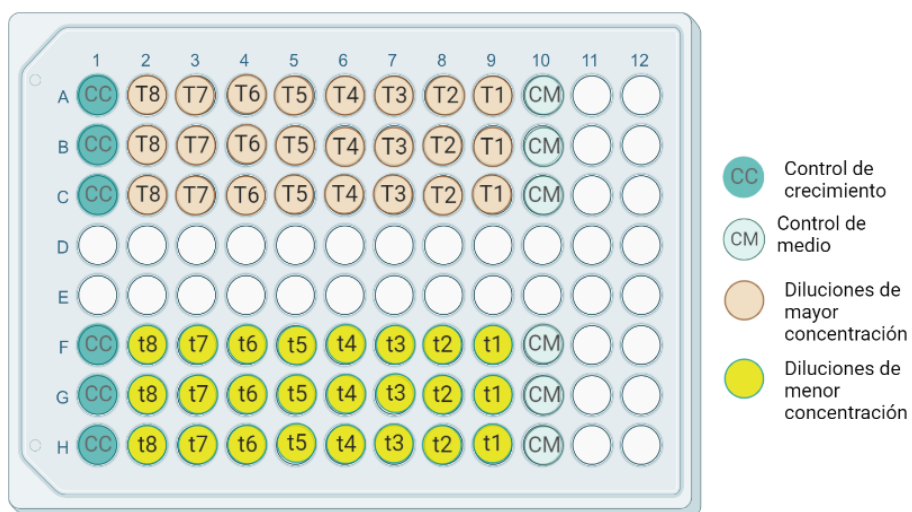 1 2 3 4 5 6 7 8 9 10 11 12
A CC T8 T7 T6 T5 T4 T3 T2 T1 CM
B CC T8 T7 T6 T5 T4 T3 T2 T1 CM
C CC T8 T7 T6 T5 T4 T3 T2 T1 CM
D
E
F CC t8 t7 t6 t5 t4 t3 t2 t1 CM
G CC t8 t7 t6 t5 t4 t3 t2 t1 CM
H CC t8 t7 t6 t5 t4 t3 t2 t1 CM
CC Control de
crecimiento
CM Control de
medio
Diluciones de
mayor
concentración
Diluciones de
menor
concentración